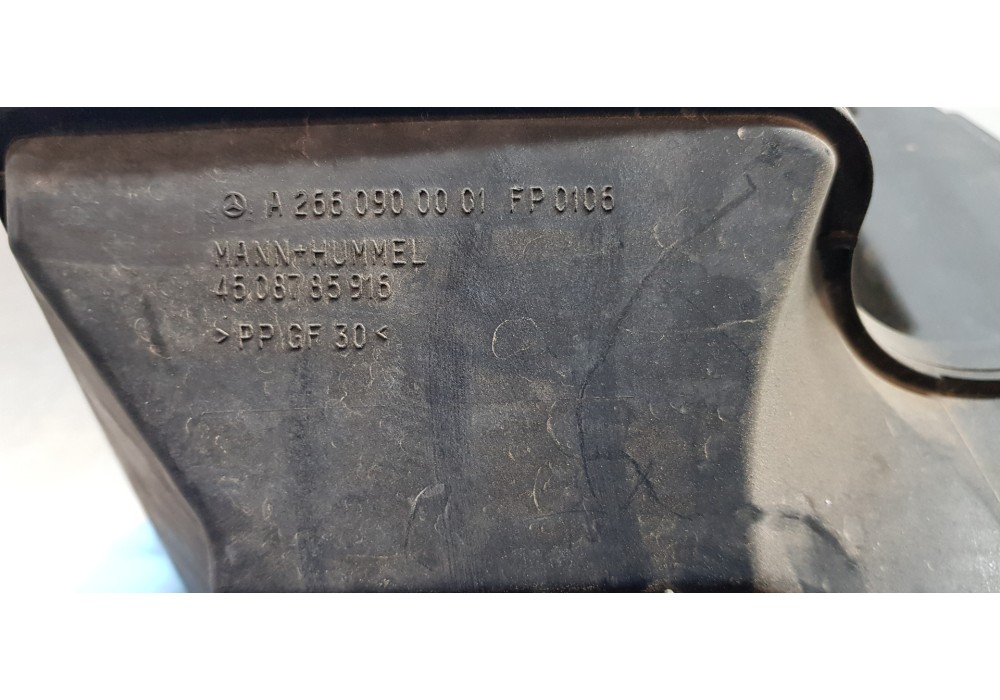 A 266 090 00 01 FP 0106
MANN+HUMMEL
45.087 85 916
>PP GF 30<